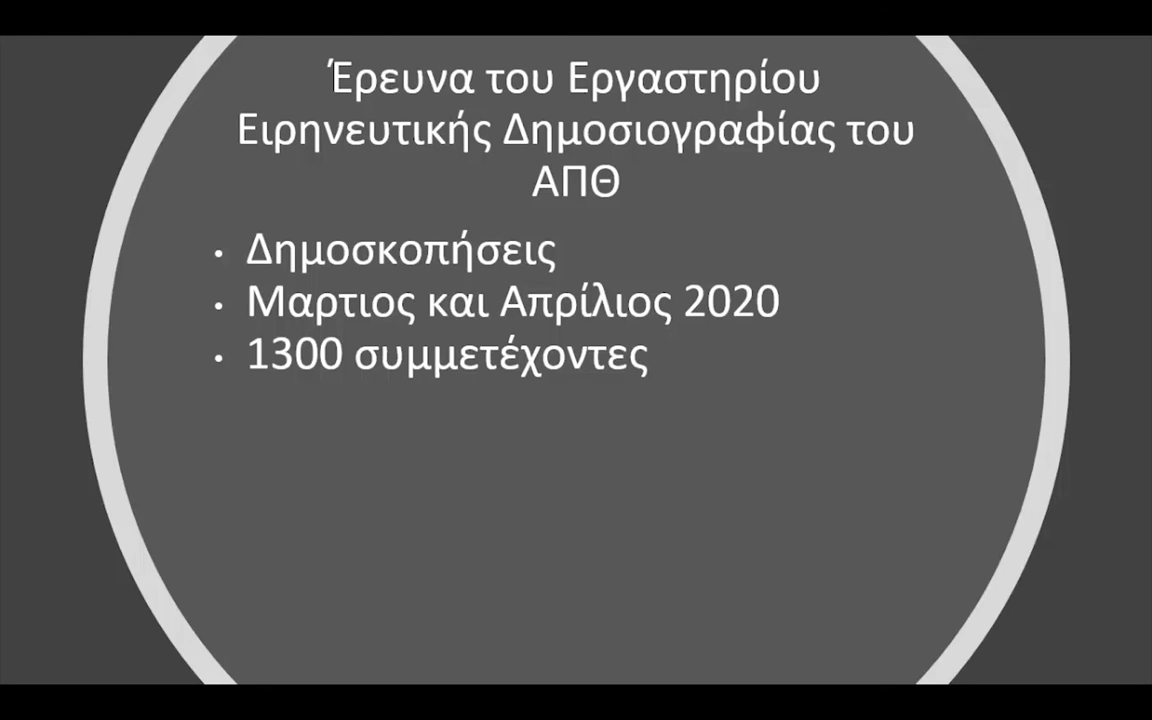 Έρευνα του Εργαστηρίου
Ειρηνευτικής Δημοσιογραφίας του
ΑΠΘ
• Δημοσκοπήσεις
• Μαρτιος και Απρίλιος 2020
• 1300 συμμετέχοντες